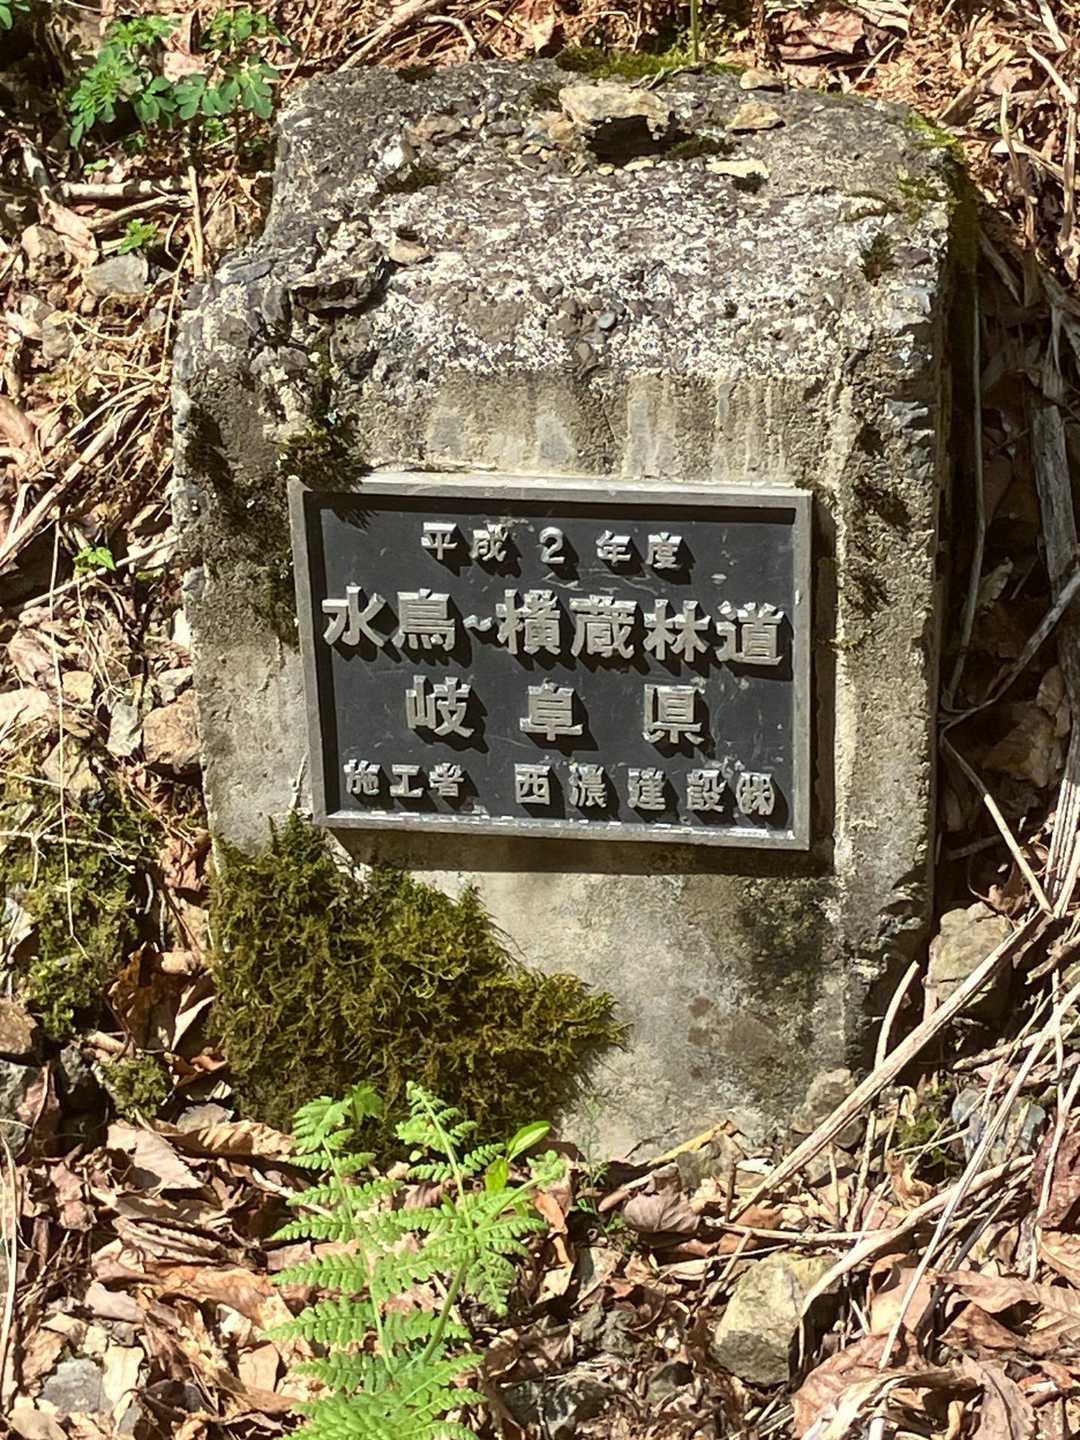 平成2年度
水鳥~横蔵林道
岐阜県
施工者 西濃建設㈱